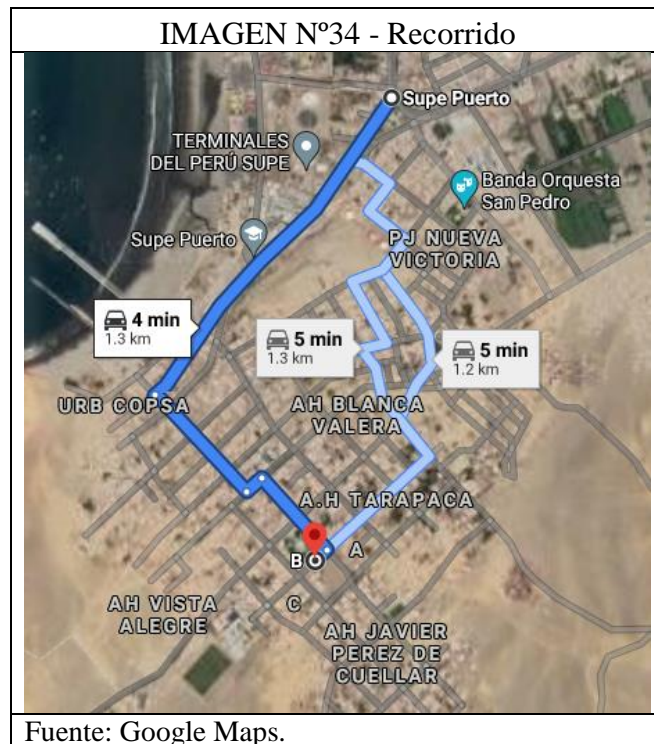 IMAGEN Nº34 - Recorrido
Supe Puerto
TERMINALES
DEL PERÚ SUPE
Banda Orquesta
San Pedro
Supe Puerto
PJ NUEVA
VICTORIA
4 min
1.3 km
5 min
1.3 km
5 min
1.2 km
URB COPSA
AH BLANCA
VALERA
A.H TARAPACA
A
B
C
AH VISTA
ALEGRE
AH JAVIER
PEREZ DE
CUELLAR
Fuente: Google Maps.